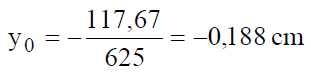 y₀ = −117,67/625 = −0,188 cm